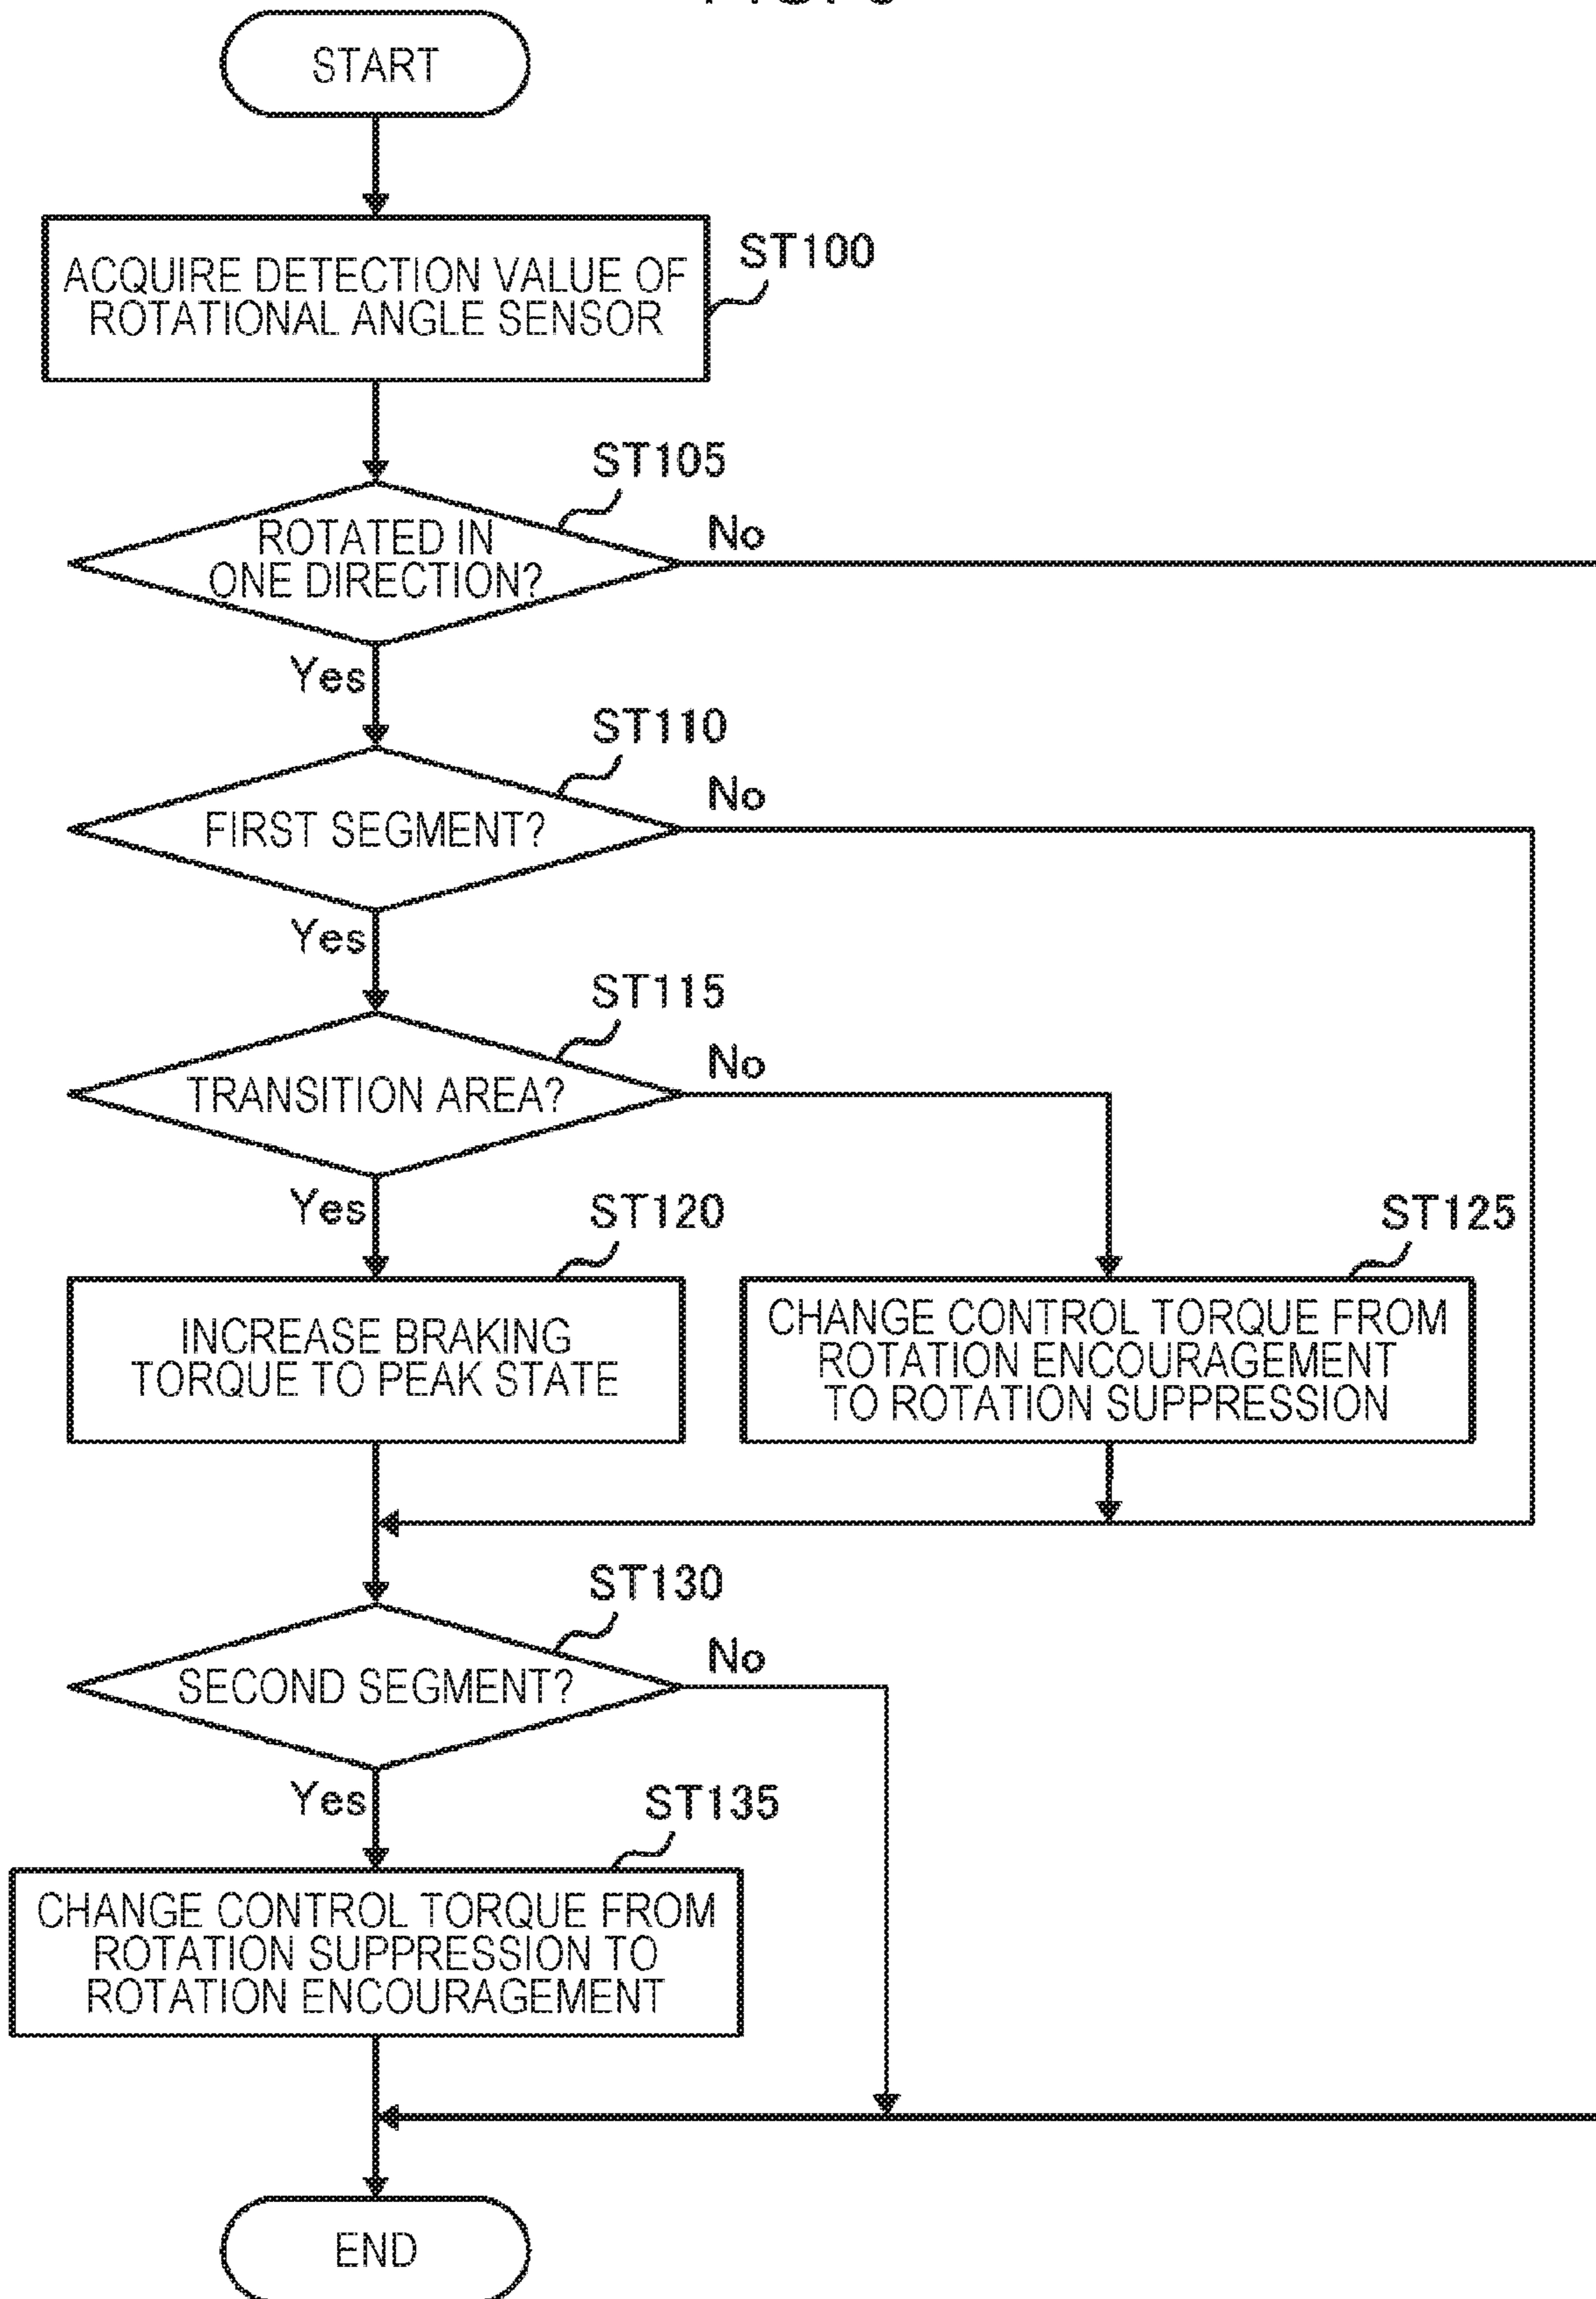 START
ACQUIRE DETECTION VALUE OF
ROTATIONAL ANGLE SENSOR
ST100
ST105
ROTATED IN
ONE DIRECTION?
No
Yes
ST110
FIRST SEGMENT?
No
Yes
ST115
TRANSITION AREA?
No
Yes
ST120
INCREASE BRAKING
TORQUE TO PEAK STATE
ST125
CHANGE CONTROL TORQUE FROM
ROTATION ENCOURAGEMENT
TO ROTATION SUPPRESSION
ST130
SECOND SEGMENT?
No
Yes
ST135
CHANGE CONTROL TORQUE FROM
ROTATION SUPPRESSION TO
ROTATION ENCOURAGEMENT
END